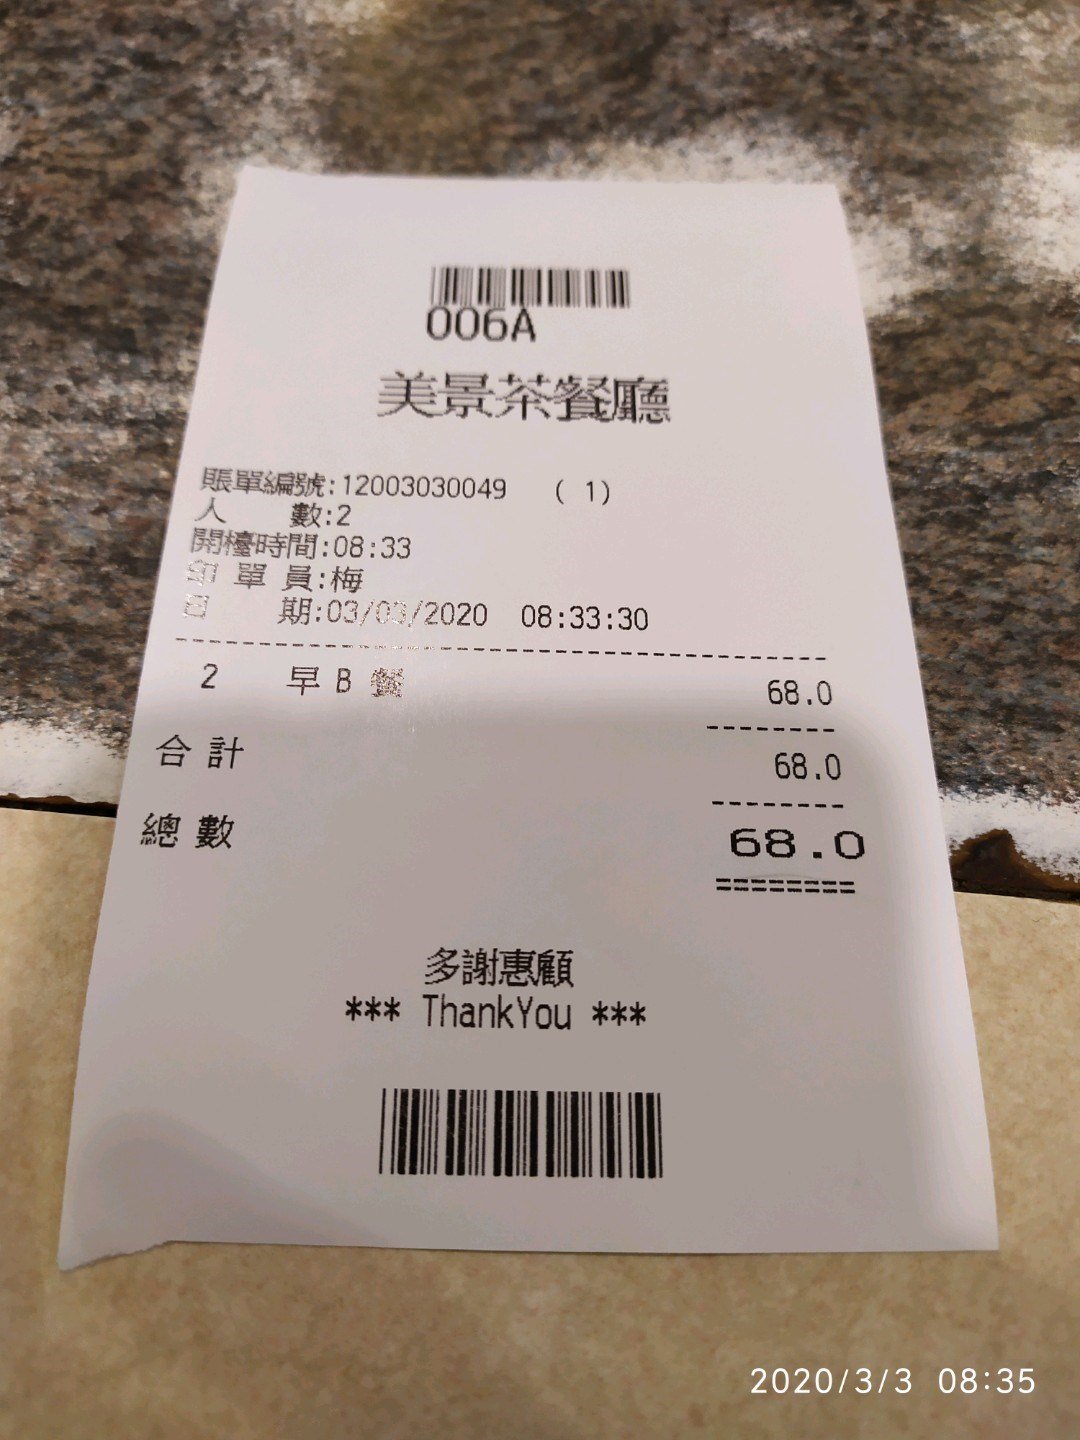 006A
美景茶餐廳
賬單編號:12003030049 ( 1)
人 數:2
開檯時間:08:33
印 單 員:梅
日 期:03/03/2020 08:33:30
2 早 B 餐 68.0
合 計 68.0
總 數 68.0
多謝惠顧
*** ThankYou ***
2020/3/3 08:35